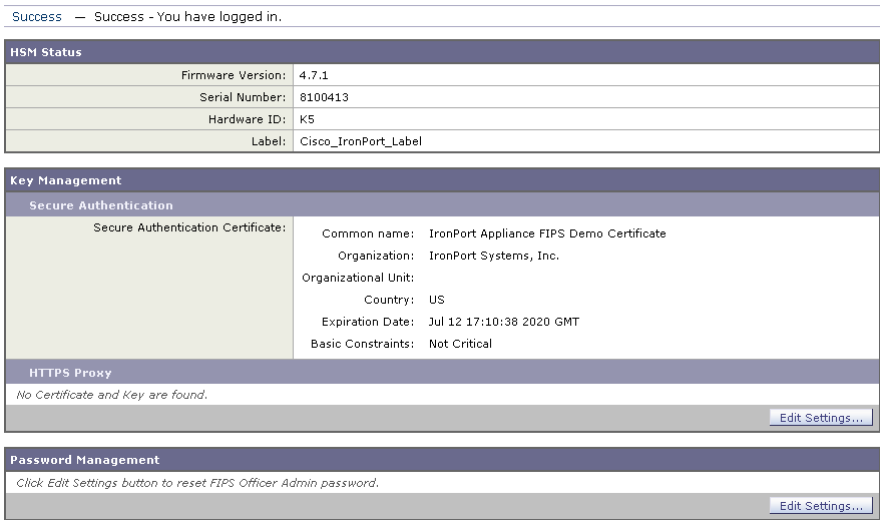 Success — Success - You have logged in.
HSM Status
Firmware Version: 4.7.1
Serial Number: 8100413
Hardware ID: K5
Label: Cisco_IronPort_Label
Key Management
Secure Authentication
Secure Authentication Certificate:
Common name: IronPort Appliance FIPS Demo Certificate
Organization: IronPort Systems, Inc.
Organizational Unit:
Country: US
Expiration Date: Jul 12 17:10:38 2020 GMT
Basic Constraints: Not Critical
HTTPS Proxy
No Certificate and Key are found.
Edit Settings...
Password Management
Click Edit Settings button to reset FIPS Officer Admin password.
Edit Settings...